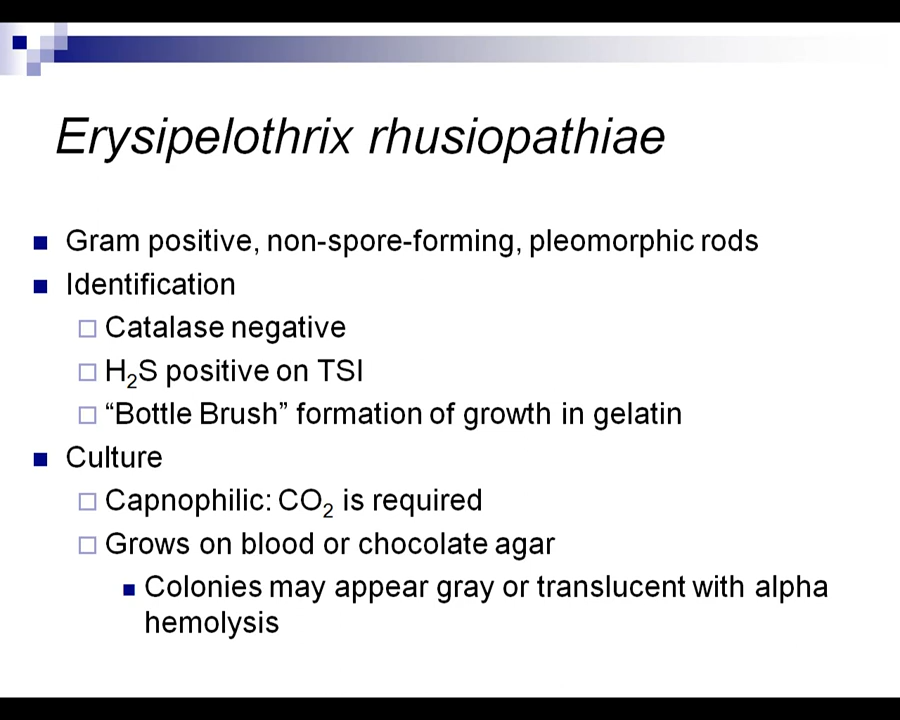 Erysipelothrix rhusiopathiae
Gram positive, non-spore-forming, pleomorphic rods
Identification
Catalase negative
H₂S positive on TSI
“Bottle Brush” formation of growth in gelatin
Culture
Capnophilic: CO₂ is required
Grows on blood or chocolate agar
Colonies may appear gray or translucent with alpha
hemolysis